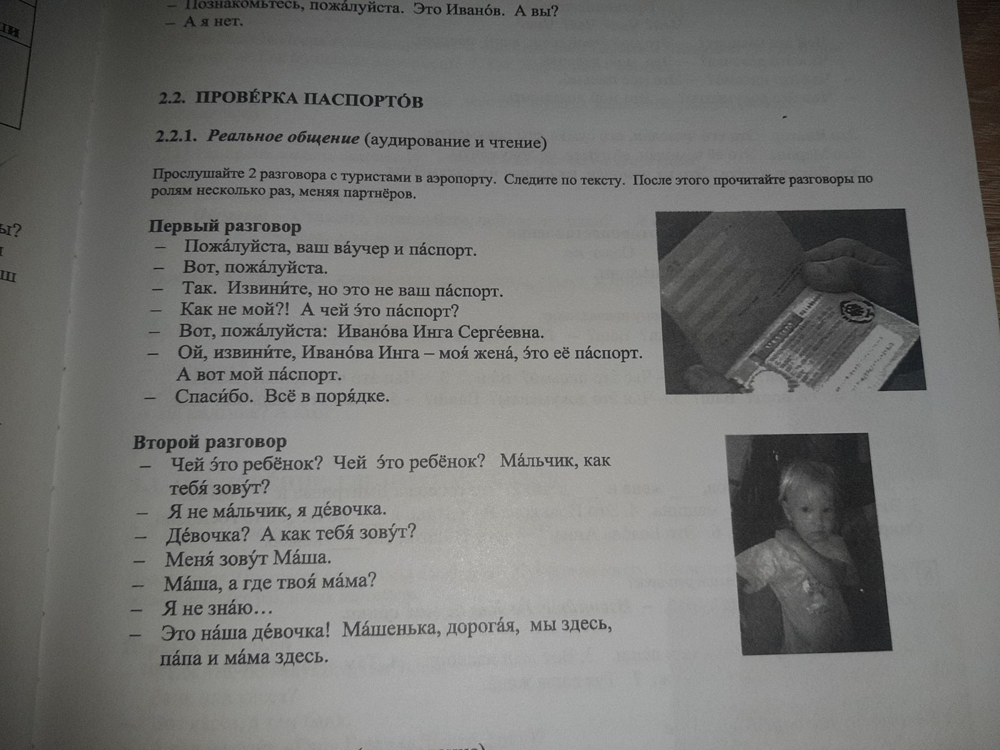 – Познакомьтесь, пожа́луйста. Это Ивано́в. А вы?
– А я нет.
2.2. ПРОВЕ́РКА ПАСПОРТО́В
2.2.1. Реальное общение (аудирование и чтение)
Прослушайте 2 разговора с туристами в аэропорту. Следите по тексту. После этого прочитайте разговоры по
ролям несколько раз, меняя партнёров.
Первый разговор
– Пожа́луйста, ваш ва́учер и па́спорт.
– Вот, пожа́луйста.
– Так. Извини́те, но это не ваш па́спорт.
– Как не мой?! А чей э́то па́спорт?
– Вот, пожа́луйста: Ивано́ва Инга Серге́евна.
– Ой, извини́те, Ивано́ва Инга – моя́ жена́, э́то её па́спорт.
А вот мой па́спорт.
– Спаси́бо. Всё в поря́дке.
Второй разговор
– Чей э́то ребёнок? Чей э́то ребёнок? Ма́льчик, как
тебя́ зову́т?
– Я не ма́льчик, я де́вочка.
– Де́вочка? А как тебя́ зову́т?
– Меня́ зову́т Ма́ша.
– Ма́ша, а где твоя́ ма́ма?
– Я не зна́ю…
– Это на́ша де́вочка! Ма́шенька, дорога́я, мы здесь,
па́па и ма́ма здесь.